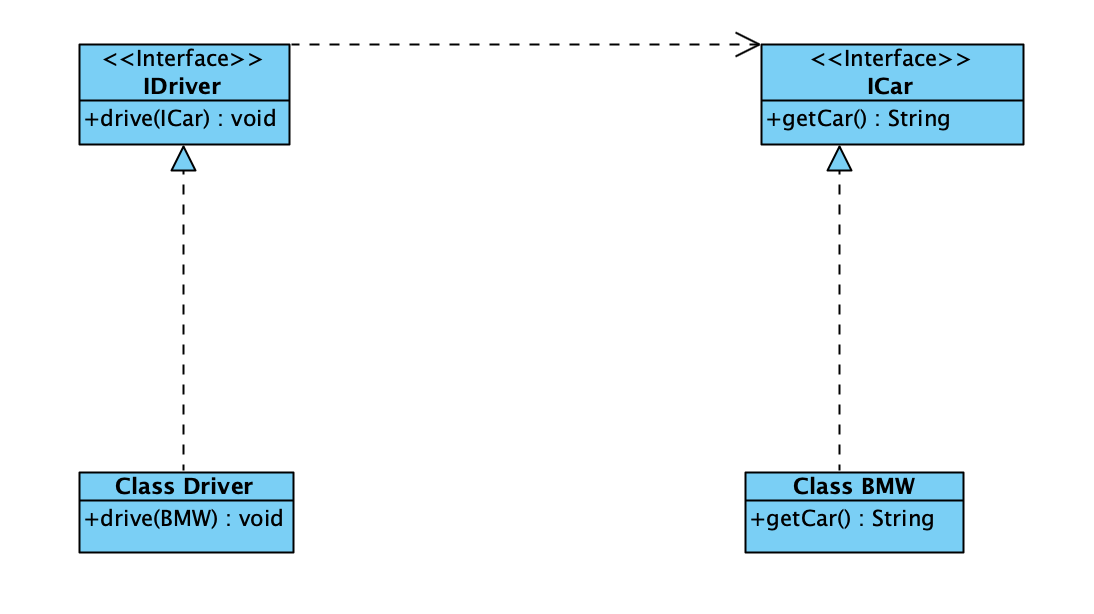 <<Interface>>
IDriver
+drive(ICar) : void
<<Interface>>
ICar
+getCar() : String
Class Driver
+drive(BMW) : void
Class BMW
+getCar() : String